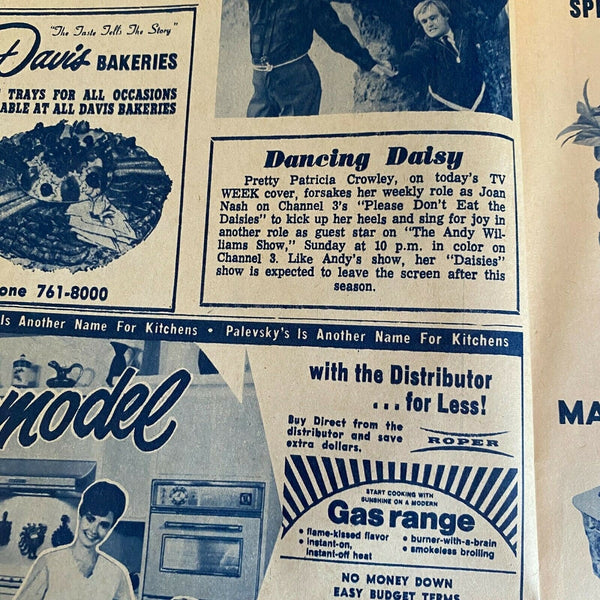 "The Taste Tells The Story"
Davis BAKERIES
TRAYS FOR ALL OCCASIONS
ABLE AT ALL DAVIS BAKERIES
one 761-8000
Dancing Daisy
Pretty Patricia Crowley, on today's TV
WEEK cover, forsakes her weekly role as Joan
Nash on Channel 3's "Please Don't Eat the
Daisies" to kick up her heels and sing for joy in
another role as guest star on "The Andy Wil-
liams Show," Sunday at 10 p.m. in color on
Channel 3. Like Andy's show, her "Daisies"
show is expected to leave the screen after this
season.
Is Another Name For Kitchens • Palevsky's Is Another Name For Kitchens
model
with the Distributor
...for Less!
Buy Direct from the
distributor and save
extra dollars.
ROPER
START COOKING WITH
SUNSHINE ON A MODERN
Gas range
• flame-kissed flavor
• instant-on,
instant-off heat
• burner-with-a-brain
• smokeless broiling
NO MONEY DOWN
EASY BUDGET TERMS
SPE
MA